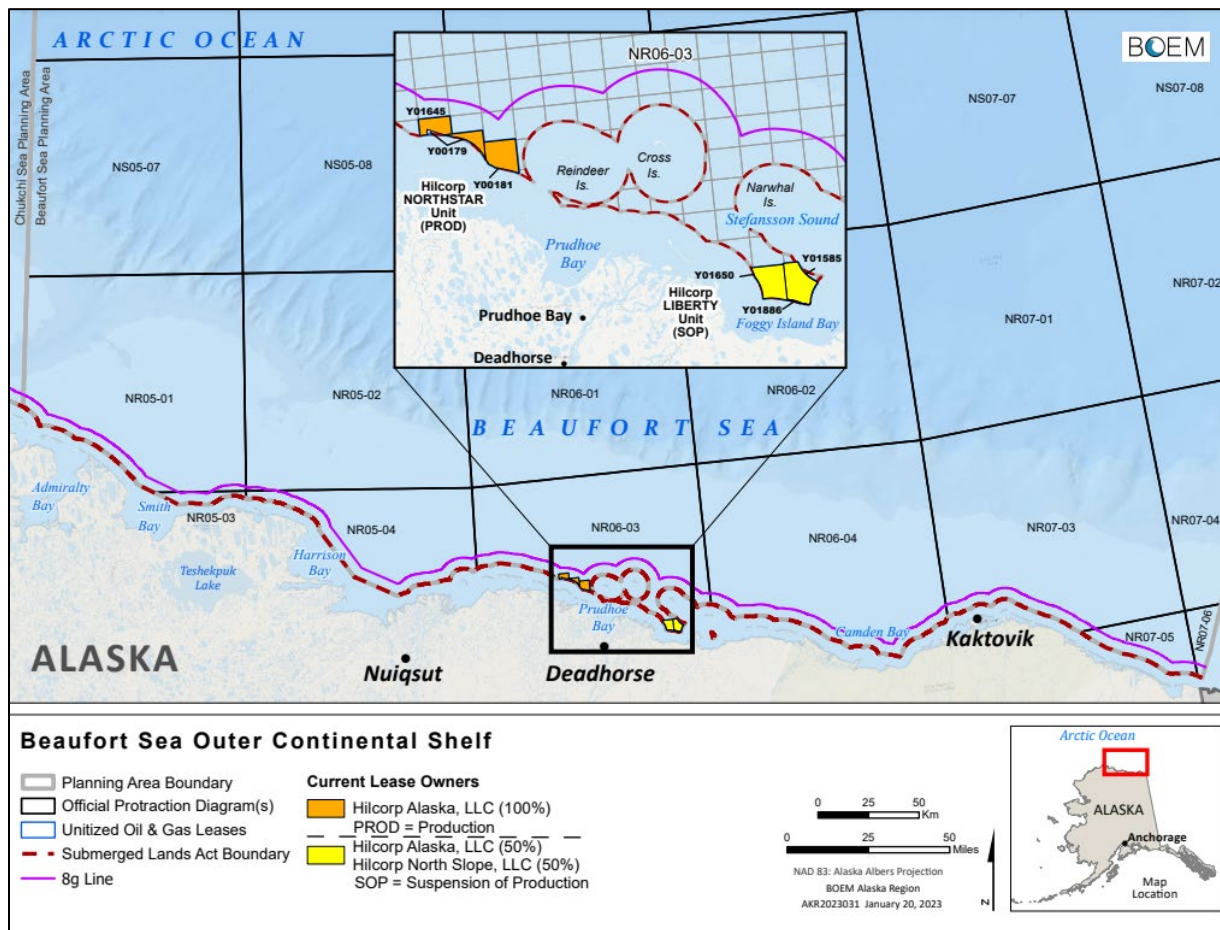 ARCTIC OCEAN
BOEM
Chukchi Sea Planning Area
Beaufort Sea Planning Area
NS05-07
NS05-08
NS07-07
NS07-08
NR06-03
Y01645
Y00179
Y00181
Hilcorp
NORTHSTAR
Unit
(PROD)
Reindeer
Is.
Cross
Is.
Narwhal
Is.
Stefansson Sound
Prudhoe
Bay
Y01585
Y01650
Hilcorp
LIBERTY
Unit
(SOP)
Y01886
Foggy Island Bay
Prudhoe Bay
Deadhorse
NR07-02
NR07-01
NR05-01
NR05-02
NR06-01
NR06-02
BEAUFORT SEA
Admiralty
Bay
Smith
Bay
NR05-03
Teshekpuk
Lake
Harrison
Bay
NR05-04
NR06-03
NR06-04
NR07-03
NR07-04
Prudhoe
Bay
Camden Bay
Kaktovik
NR07-05
NR07-06
ALASKA
Nuiqsut
Deadhorse
Beaufort Sea Outer Continental Shelf
Planning Area Boundary
Official Protraction Diagram(s)
Unitized Oil & Gas Leases
Submerged Lands Act Boundary
8g Line
Current Lease Owners
Hilcorp Alaska, LLC (100%)
PROD = Production
Hilcorp Alaska, LLC (50%)
Hilcorp North Slope, LLC (50%)
SOP = Suspension of Production
0 25 50
Km
0 25 50
Miles
NAD 83: Alaska Albers Projection
BOEM Alaska Region
AKR2023031 January 20, 2023
N
Arctic Ocean
ALASKA
Anchorage
Map
Location